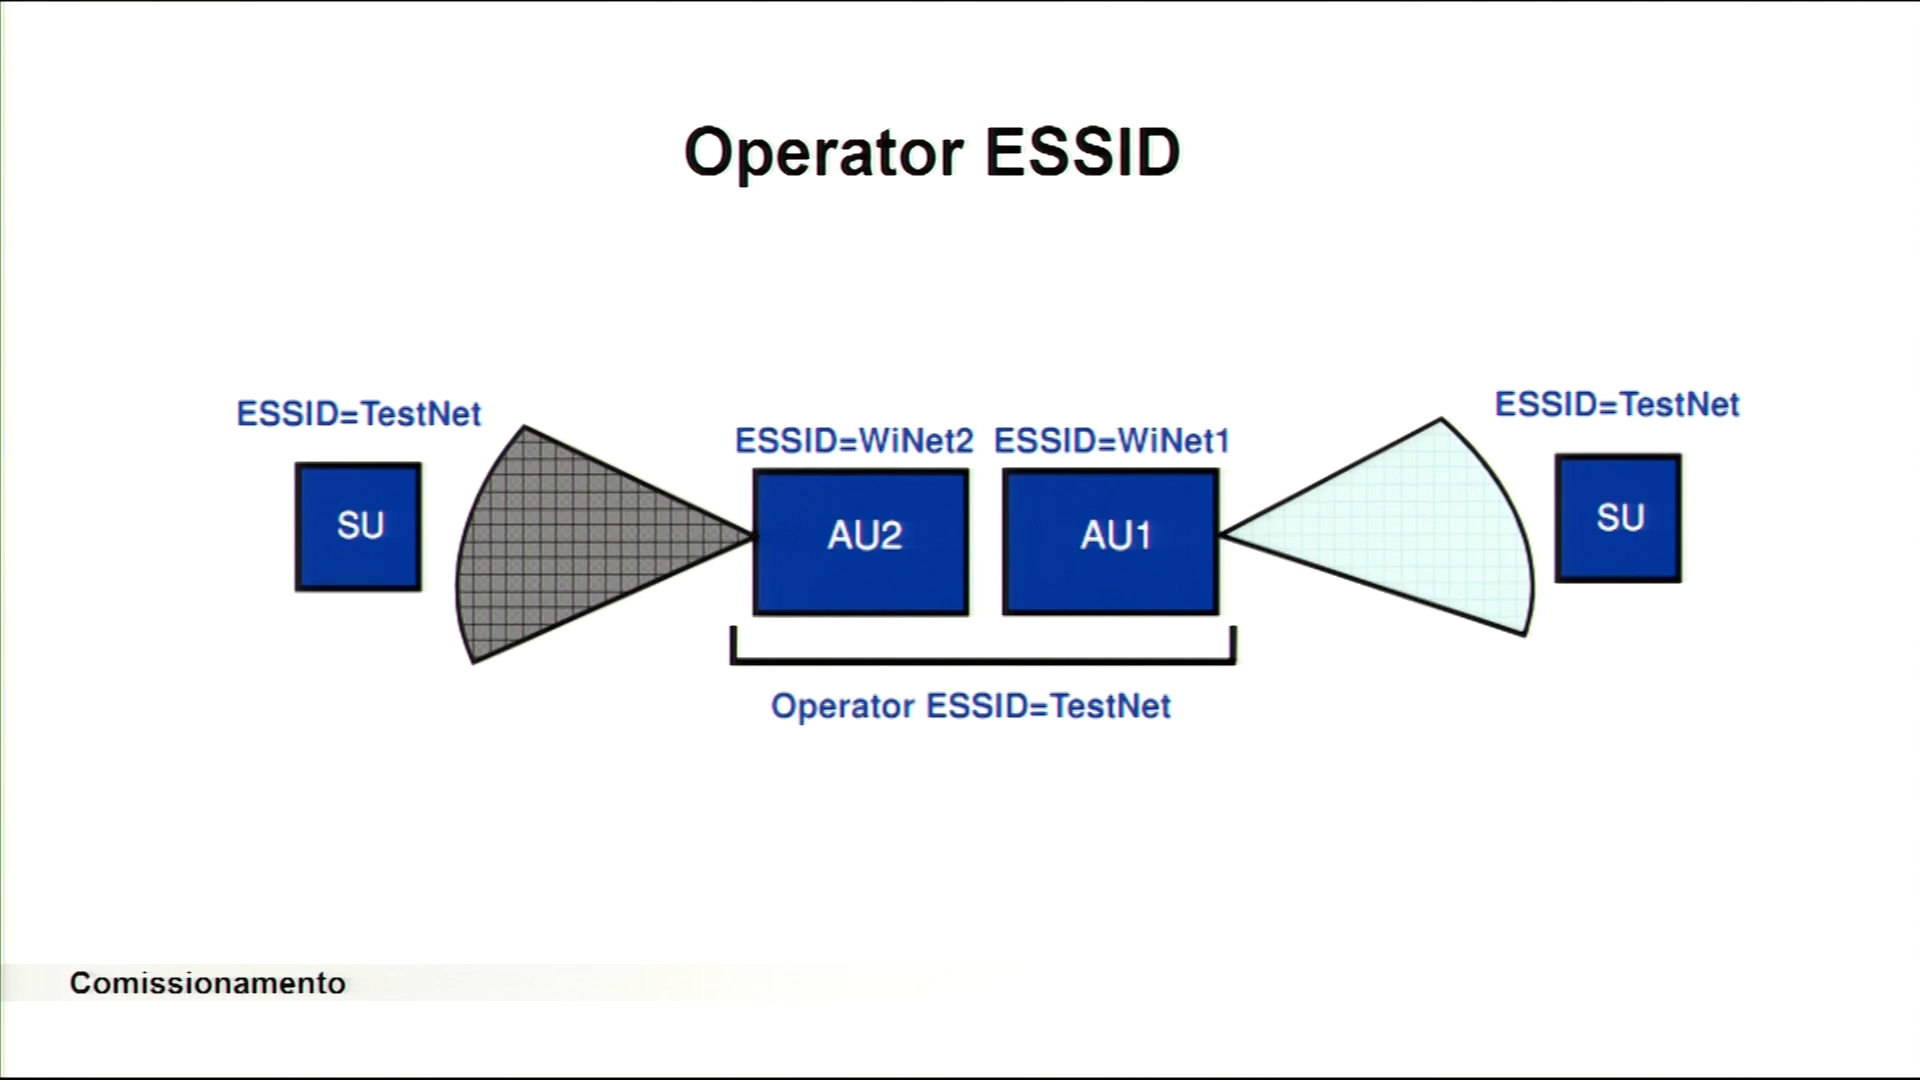 Operator ESSID
ESSID=TestNet
ESSID=WiNet2
ESSID=WiNet1
ESSID=TestNet
SU
AU2
AU1
SU
Operator ESSID=TestNet
Comissionamento